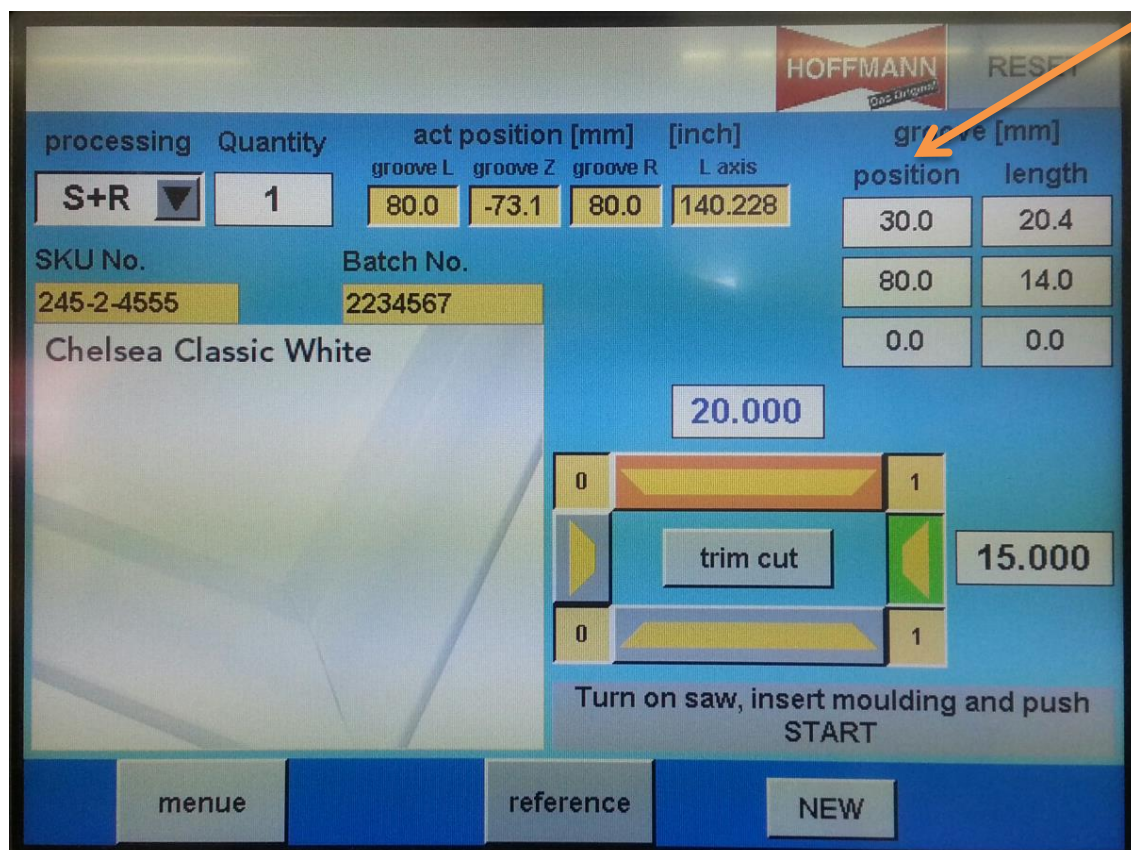 HOFFMANN RESET
Das Original
processing Quantity act position [mm] [inch] groove [mm]
groove L groove Z groove R L axis position length
S+R 1 80.0 -73.1 80.0 140.228 30.0 20.4
SKU No. Batch No. 80.0 14.0
245-2-4555 2234567
Chelsea Classic White 0.0 0.0
20.000
0 1
trim cut 15.000
0 1
Turn on saw, insert moulding and push
START
menue reference NEW